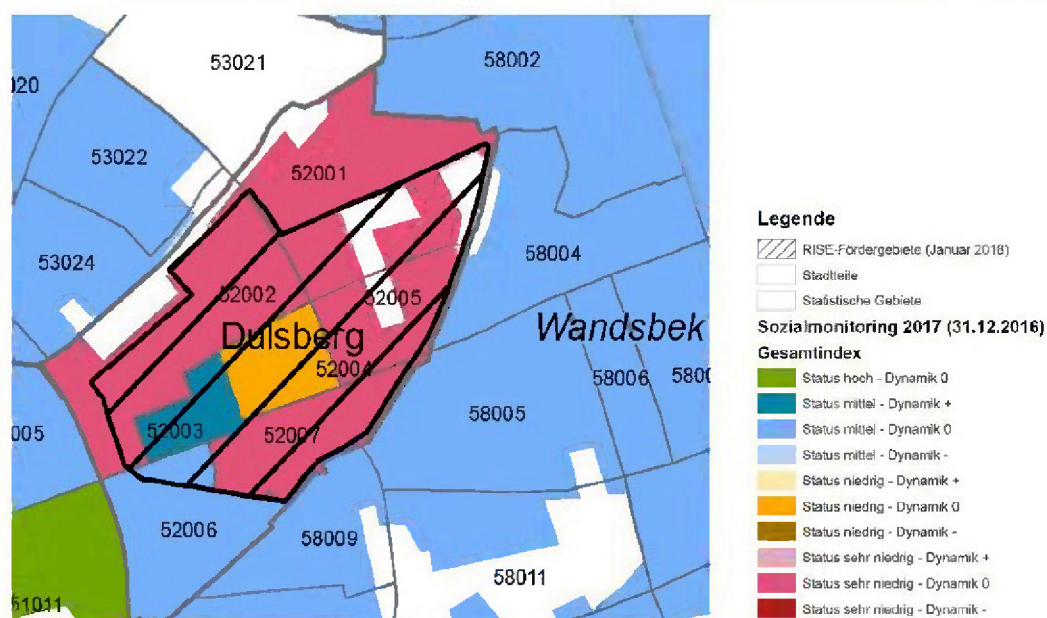 53021
58002
020
53022
52001
53024
58004
52002
52005
Dulsberg
Wandsbek
52004
58006
005
52003
52007
58005
52006
58009
58011
51011
Legende
RISE-Fördergebiete (Januar 2018)
Stadtteile
Statistische Gebiete
Sozialmonitoring 2017 (31.12.2016)
Gesamtindex
Status hoch - Dynamik 0
Status mittel - Dynamik +
Status mittel - Dynamik 0
Status mittel - Dynamik -
Status niedrig - Dynamik +
Status niedrig - Dynamik 0
Status niedrig - Dynamik -
Status sehr niedrig - Dynamik +
Status sehr niedrig - Dynamik 0
Status sehr niedrig - Dynamik -